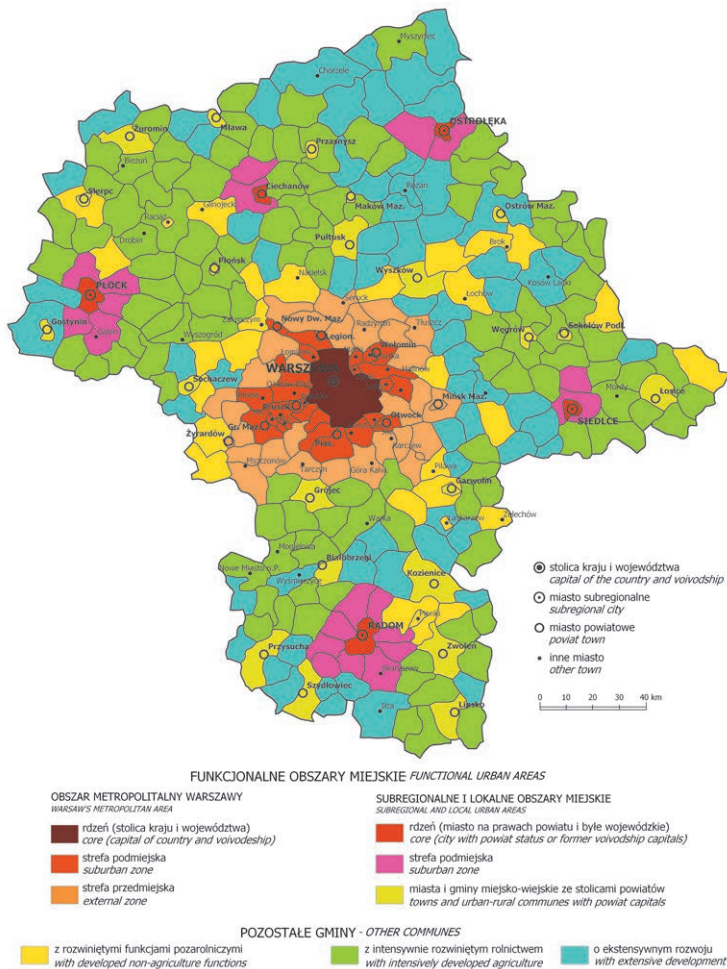 Myszyniec
Chorzele
OSTROŁĘKA
Żuromin
Mława
Przasnysz
Bieżuń
Ciechanów
Różan
Sierpc
Glinojeck
Maków Maz.
Ostrów Maz.
Raciąż
Drobin
Pułtusk
Brok
Płońsk
Wyszków
Kosów Lacki
PŁOCK
Nasielsk
Łochów
Serock
Gostynin
Gąbin
Zakroczym
Nowy Dw. Maz.
Radzymin
Tłuszcz
Węgrów
Sokołów Podl.
Wyszogród
Legion.
Wołomin
Łomianki
Halinów
WARSZAWA
Sochaczew
Mińsk Maz.
Mordy
Łosice
Pruszk.
Otwock
SIEDLCE
Gr. Maz.
Żyrardów
Pias.
Karczew
Mszczonów
Tarczyn
Góra Kalw.
Pilawa
Grójec
Garwolin
Warka
Łaskarzew
Żelechów
Mogielnica
Nowe Miasto n.P.
Białobrzegi
Wyśmierzyce
Kozienice
Pionki
RADOM
Przysucha
Zwoleń
Skaryszew
Szydłowiec
Iłża
Lipsko
stolica kraju i województwa
capital of the country and voivodship
miasto subregionalne
subregional city
miasto powiatowe
poviat town
inne miasto
other town
0 10 20 30 40 km
FUNKCJONALNE OBSZARY MIEJSKIE FUNCTIONAL URBAN AREAS
OBSZAR METROPOLITALNY WARSZAWY
WARSAW'S METROPOLITAN AREA
rdzeń (stolica kraju i województwa)
core (capital of country and voivodeship)
strefa podmiejska
suburban zone
strefa przedmiejska
external zone
SUBREGIONALNE I LOKALNE OBSZARY MIEJSKIE
SUBREGIONAL AND LOCAL URBAN AREAS
rdzeń (miasto na prawach powiatu i byłe wojewódzkie)
core (city with powiat status or former voivodship capitals)
strefa podmiejska
suburban zone
miasta i gminy miejsko-wiejskie ze stolicami powiatów
towns and urban-rural communes with powiat capitals
POZOSTAŁE GMINY - OTHER COMMUNES
z rozwiniętymi funkcjami pozarolniczymi
with developed non-agriculture functions
z intensywnie rozwiniętym rolnictwem
with intensively developed agriculture
o ekstensywnym rozwoju
with extensive development